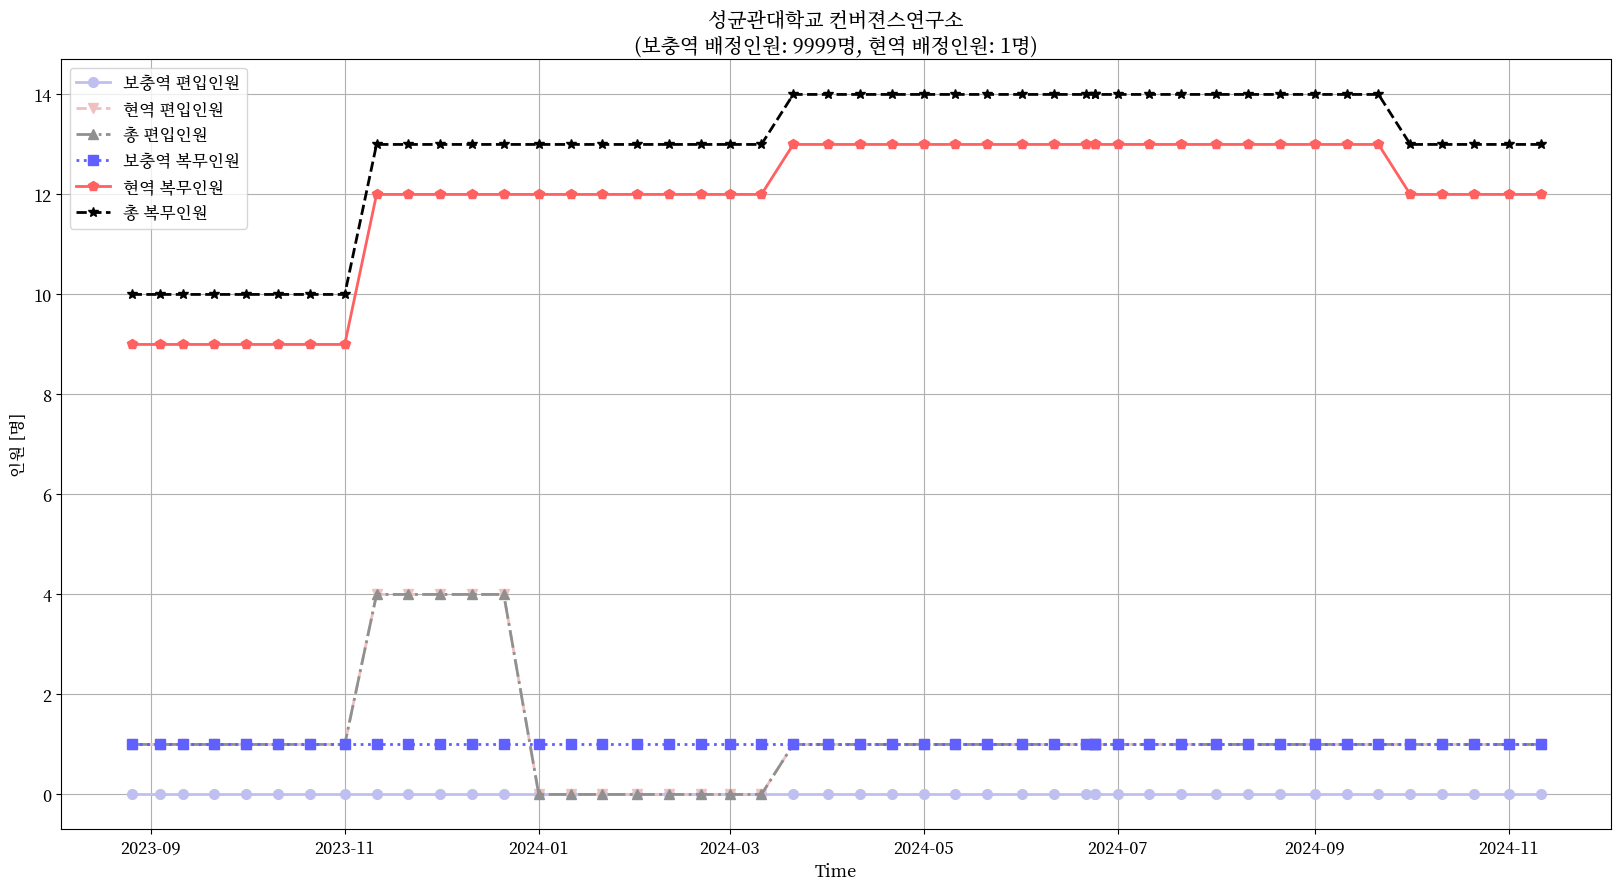 성균관대학교 컨버젼스연구소
(보충역 배정인원: 9999명, 현역 배정인원: 1명)
보충역 편입인원
현역 편입인원
총 편입인원
보충역 복무인원
현역 복무인원
총 복무인원
14
12
10
8
6
4
2
0
인원 [명]
2023-09 2023-11 2024-01 2024-03 2024-05 2024-07 2024-09 2024-11
Time